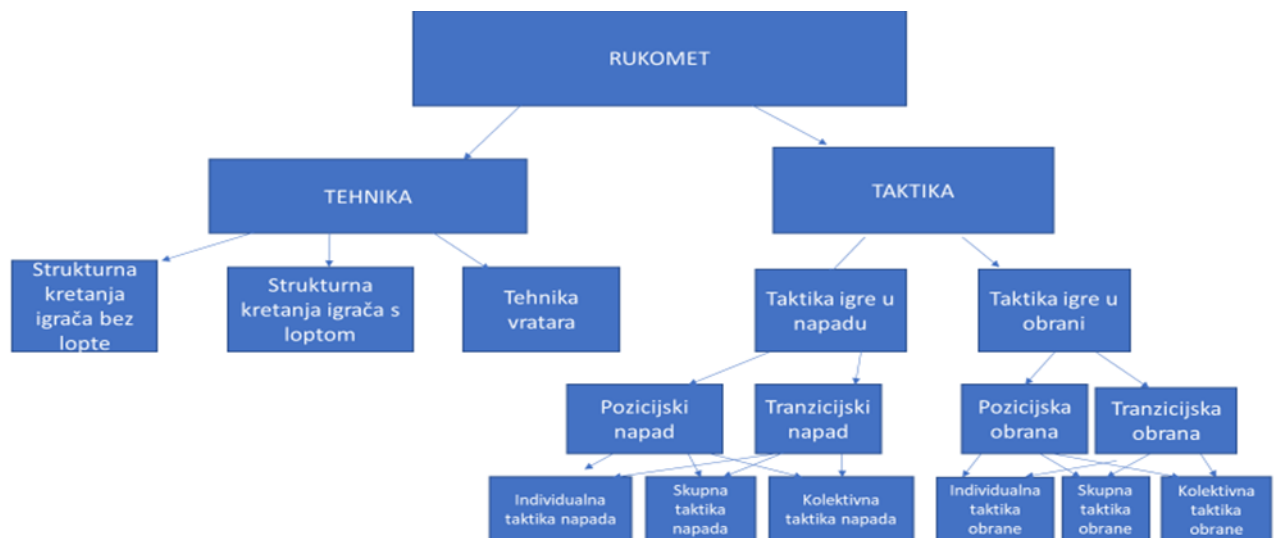 RUKOMET
TEHNIKA
TAKTIKA
Strukturna
kretanja
igrača bez
lopte
Strukturna
kretanja igrača s
loptom
Tehnika
vratara
Taktika igre u
napadu
Taktika igre u
obrani
Pozicijski
napad
Tranzicijski
napad
Pozicijska
obrana
Tranzicijska
obrana
Individualna
taktika napada
Skupna
taktika
napada
Kolektivna
taktika napada
Individualna
taktika
obrane
Skupna
taktika
obrane
Kolektivna
taktika
obrane